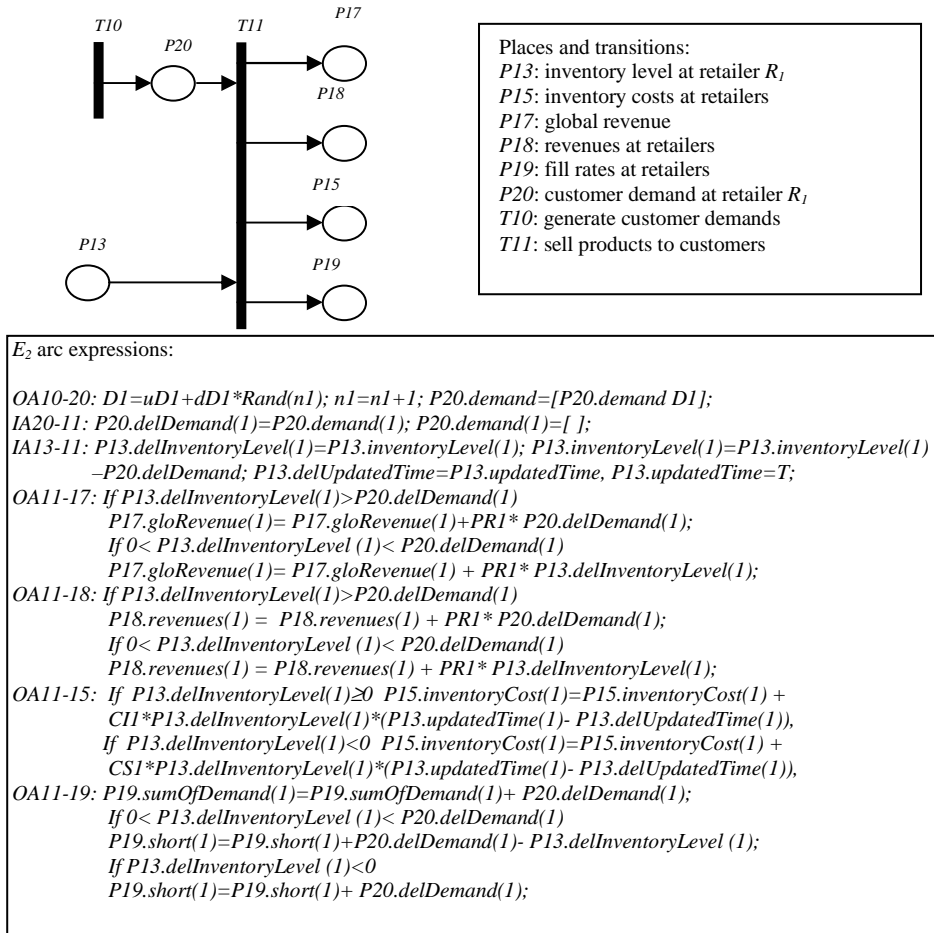 T10
P20
T11
P17
P18
P15
P13
P19
Places and transitions:
P13: inventory level at retailer R1
P15: inventory costs at retailers
P17: global revenue
P18: revenues at retailers
P19: fill rates at retailers
P20: customer demand at retailer R1
T10: generate customer demands
T11: sell products to customers
E2 arc expressions:
OA10-20: D1=uD1+dD1*Rand(n1); n1=n1+1; P20.demand=[P20.demand D1];
IA20-11: P20.delDemand(1)=P20.demand(1); P20.demand(1)=[ ];
IA13-11: P13.delInventoryLevel(1)=P13.inventoryLevel(1); P13.inventoryLevel(1)=P13.inventoryLevel(1)
–P20.delDemand; P13.delUpdatedTime=P13.updatedTime, P13.updatedTime=T;
OA11-17: If P13.delInventoryLevel(1)>P20.delDemand(1)
P17.gloRevenue(1)= P17.gloRevenue(1)+PR1* P20.delDemand(1);
If 0< P13.delInventoryLevel (1)< P20.delDemand(1)
P17.gloRevenue(1)= P17.gloRevenue(1) + PR1* P13.delInventoryLevel(1);
OA11-18: If P13.delInventoryLevel(1)>P20.delDemand(1)
P18.revenues(1) = P18.revenues(1) + PR1* P20.delDemand(1);
If 0< P13.delInventoryLevel (1)< P20.delDemand(1)
P18.revenues(1) = P18.revenues(1) + PR1* P13.delInventoryLevel(1);
OA11-15: If P13.delInventoryLevel(1)≥0 P15.inventoryCost(1)=P15.inventoryCost(1) +
CI1*P13.delInventoryLevel(1)*(P13.updatedTime(1)- P13.delUpdatedTime(1)),
If P13.delInventoryLevel(1)<0 P15.inventoryCost(1)=P15.inventoryCost(1) +
CS1*P13.delInventoryLevel(1)*(P13.updatedTime(1)- P13.delUpdatedTime(1)),
OA11-19: P19.sumOfDemand(1)=P19.sumOfDemand(1)+ P20.delDemand(1);
If 0< P13.delInventoryLevel (1)< P20.delDemand(1)
P19.short(1)=P19.short(1)+P20.delDemand(1)- P13.delInventoryLevel (1);
If P13.delInventoryLevel (1)<0
P19.short(1)=P19.short(1)+ P20.delDemand(1);